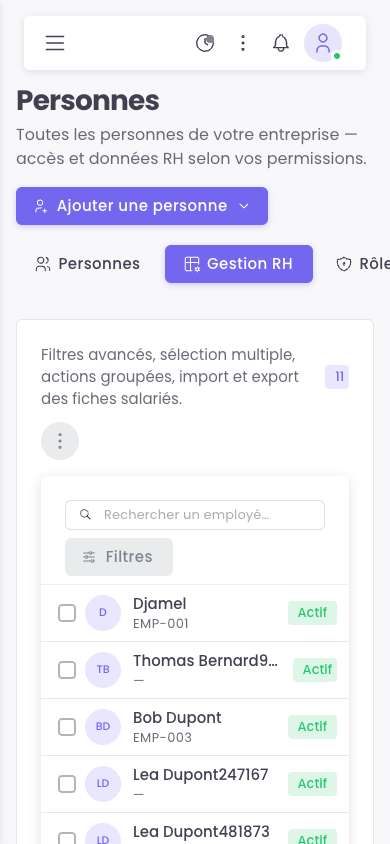 Personnes
Toutes les personnes de votre entreprise —
accès et données RH selon vos permissions.
Ajouter une personne
Personnes
Gestion RH
Rôle
Filtres avancés, sélection multiple,
actions groupées, import et export
des fiches salariés.
11
Rechercher un employé...
Filtres
D
Djamel
EMP-001
Actif
TB
Thomas Bernard9...
—
Actif
BD
Bob Dupont
EMP-003
Actif
LD
Lea Dupont247167
—
Actif
LD
Lea Dupont481873
Actif